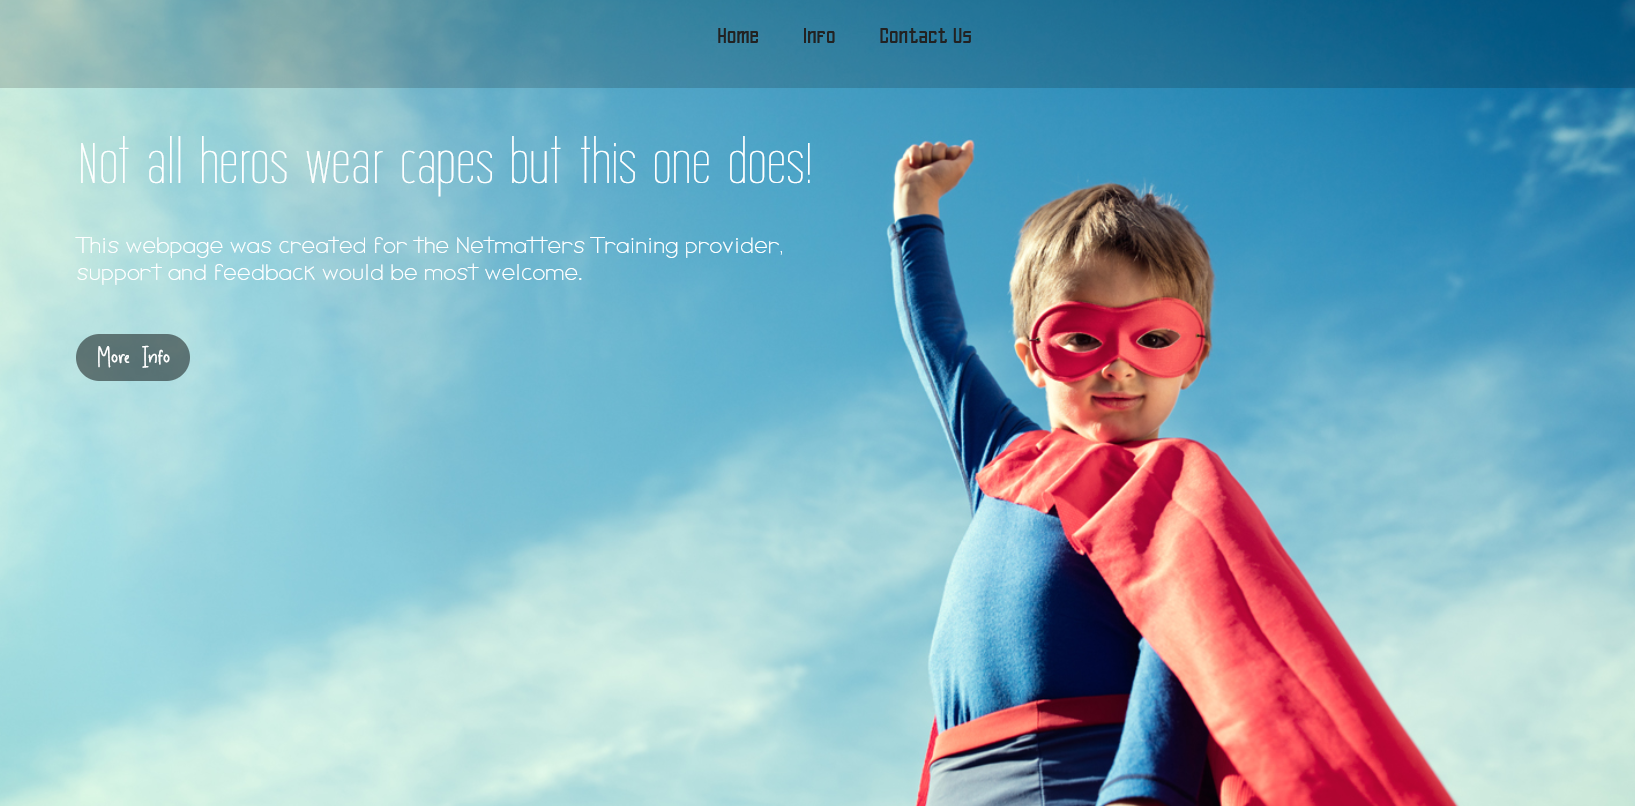 Home Info Contact Us
Not all heros wear capes but this one does!
This webpage was created for the Netmatters Training provider,
support and feedback would be most welcome.
More Info